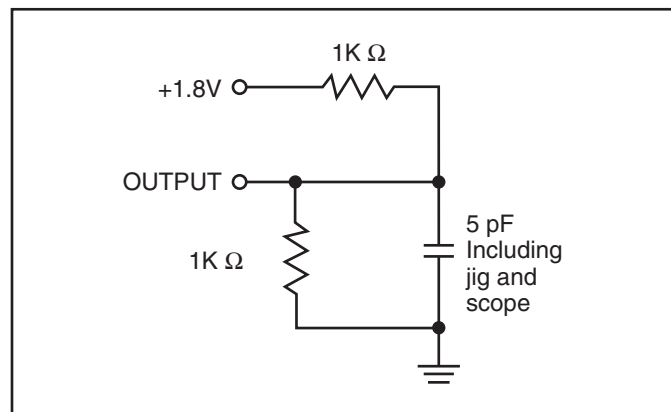 1K Ω
+1.8V
OUTPUT
1K Ω
5 pF
Including
jig and
scope